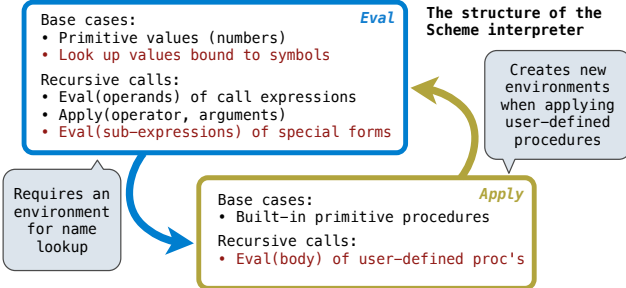 Eval
Base cases:
• Primitive values (numbers)
• Look up values bound to symbols
Recursive calls:
• Eval(operands) of call expressions
• Apply(operator, arguments)
• Eval(sub-expressions) of special forms
The structure of the
Scheme interpreter
Creates new
environments
when applying
user-defined
procedures
Requires an
environment
for name
lookup
Apply
Base cases:
• Built-in primitive procedures
Recursive calls:
• Eval(body) of user-defined proc's